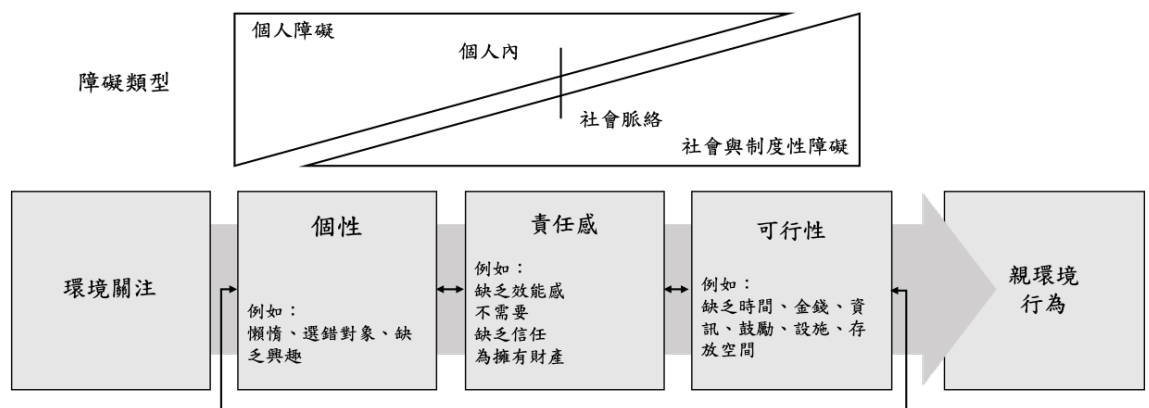 個人障礙
個人內
障礙類型
社會脈絡
社會與制度性障礙
環境關注
個性
例如：
懶惰、選錯對象、缺
乏興趣
責任感
例如：
缺乏效能感
不需要
缺乏信任
為擁有財產
可行性
例如：
缺乏時間、金錢、資
訊、鼓勵、設施、存
放空間
親環境
行為